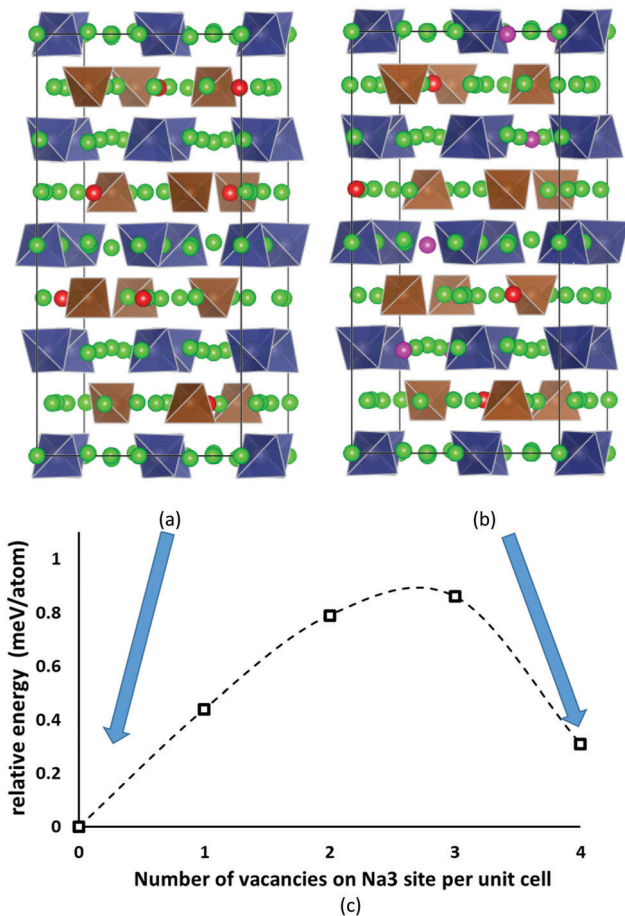 (a)
(b)
relative energy (meV/atom)
1
0.8
0.6
0.4
0.2
0
0
1
2
3
4
Number of vacancies on Na3 site per unit cell
(c)